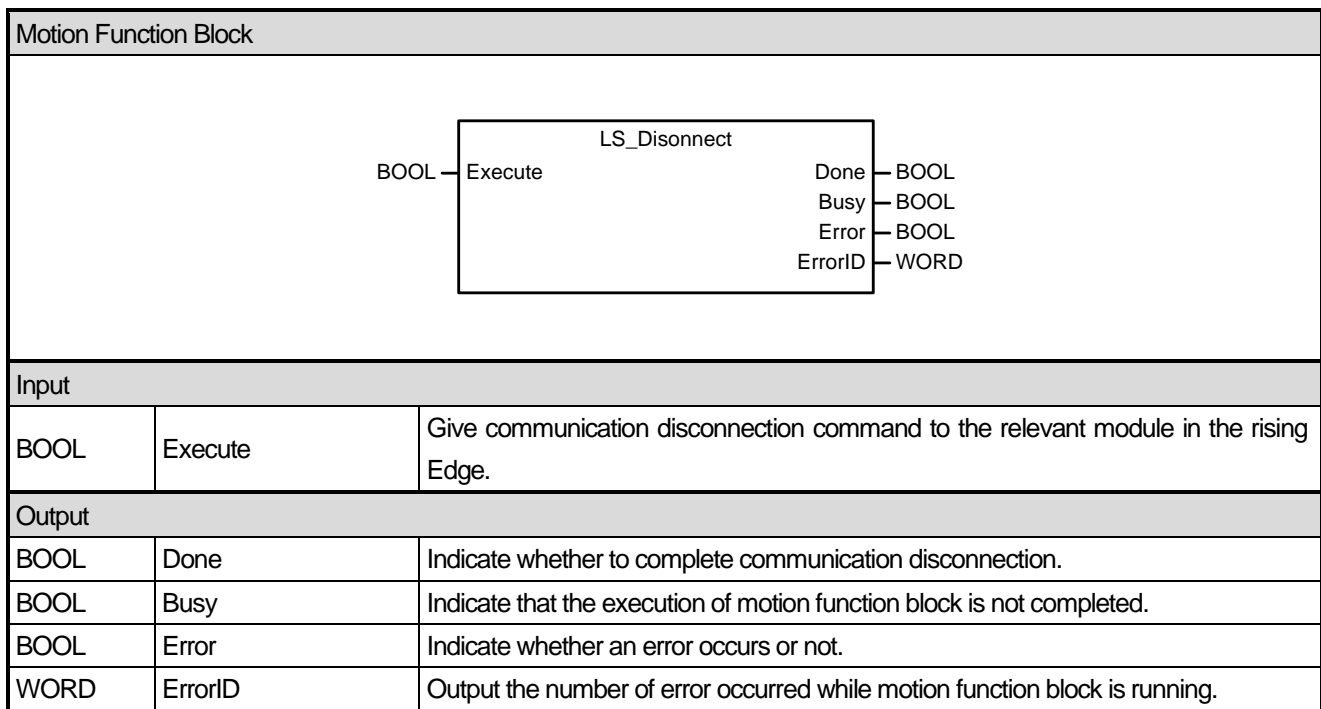 Motion Function Block
LS_Disonnect
BOOL Execute Done BOOL
Busy BOOL
Error BOOL
ErrorID WORD
Input
BOOL Execute Give communication disconnection command to the relevant module in the rising
Edge.
Output
BOOL Done Indicate whether to complete communication disconnection.
BOOL Busy Indicate that the execution of motion function block is not completed.
BOOL Error Indicate whether an error occurs or not.
WORD ErrorID Output the number of error occurred while motion function block is running.